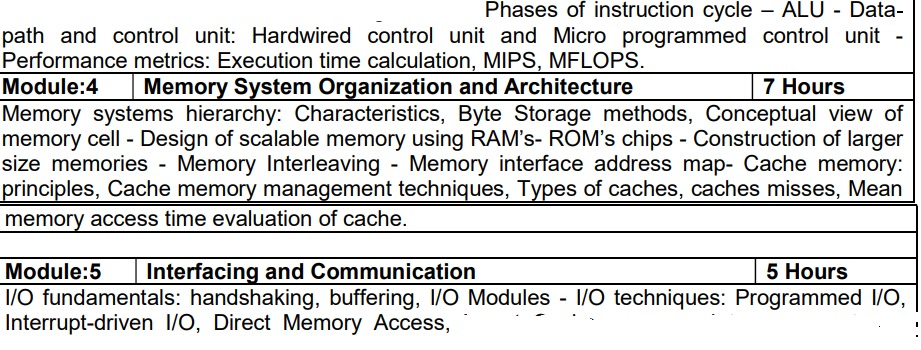 Phases of instruction cycle – ALU - Data-
path and control unit: Hardwired control unit and Micro programmed control unit -
Performance metrics: Execution time calculation, MIPS, MFLOPS.
Module:4 Memory System Organization and Architecture 7 Hours
Memory systems hierarchy: Characteristics, Byte Storage methods, Conceptual view of
memory cell - Design of scalable memory using RAM's- ROM's chips - Construction of larger
size memories - Memory Interleaving - Memory interface address map- Cache memory:
principles, Cache memory management techniques, Types of caches, caches misses, Mean
memory access time evaluation of cache.
Module:5 Interfacing and Communication 5 Hours
I/O fundamentals: handshaking, buffering, I/O Modules - I/O techniques: Programmed I/O,
Interrupt-driven I/O, Direct Memory Access,